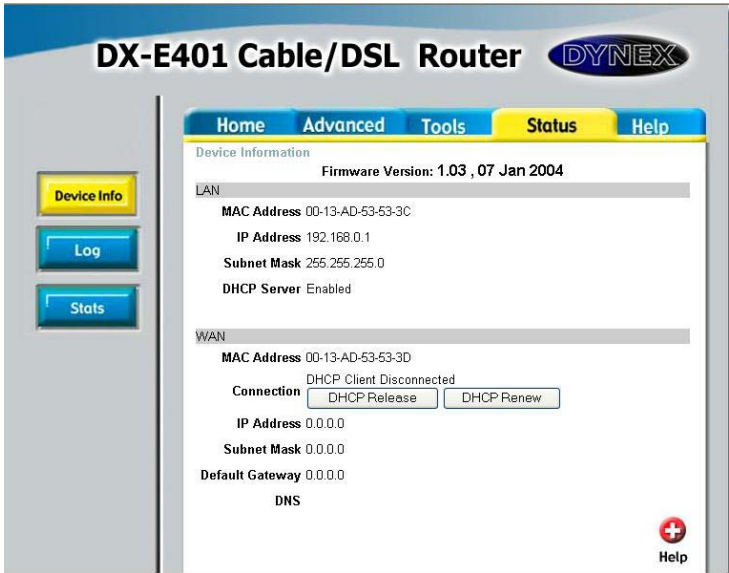 DX-E401 Cable/DSL Router DYNEX
Home Advanced Tools Status Help
Device Info
Log
Stats
Device Information
Firmware Version: 1.03 , 07 Jan 2004
LAN
MAC Address 00-13-AD-53-53-3C
IP Address 192.168.0.1
Subnet Mask 255.255.255.0
DHCP Server Enabled
WAN
MAC Address 00-13-AD-53-53-3D
Connection DHCP Client Disconnected
DHCP Release DHCP Renew
IP Address 0.0.0.0
Subnet Mask 0.0.0.0
Default Gateway 0.0.0.0
DNS
Help